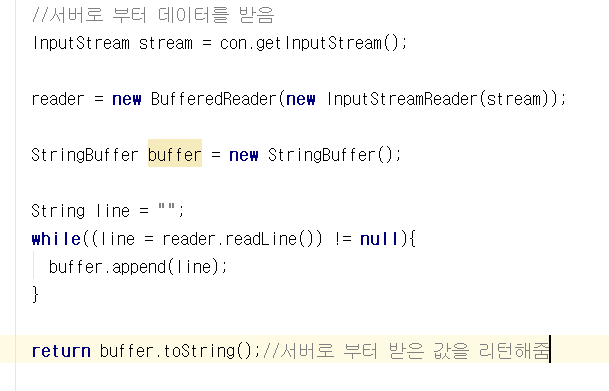 //서버로 부터 데이터를 받음
InputStream stream = con.getInputStream();
reader = new BufferedReader(new InputStreamReader(stream));
StringBuffer buffer = new StringBuffer();
String line = "";
while((line = reader.readLine()) != null){
buffer.append(line);
}
return buffer.toString();//서버로 부터 받은 값을 리턴해줌